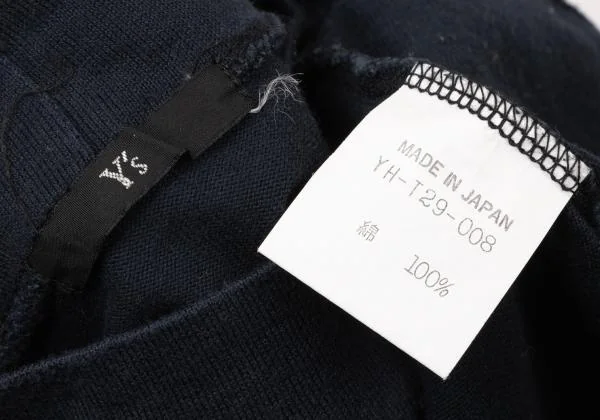 Y's
MADE IN JAPAN
YH-T29-008
綿 100%